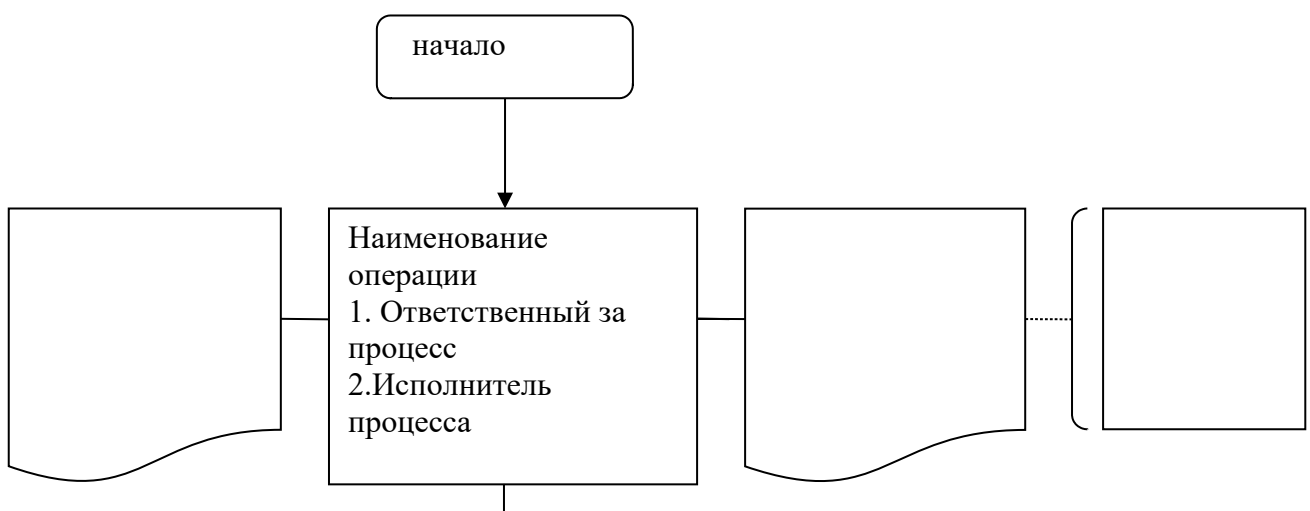 начало
Наименование
операции
1. Ответственный за
процесс
2.Исполнитель
процесса